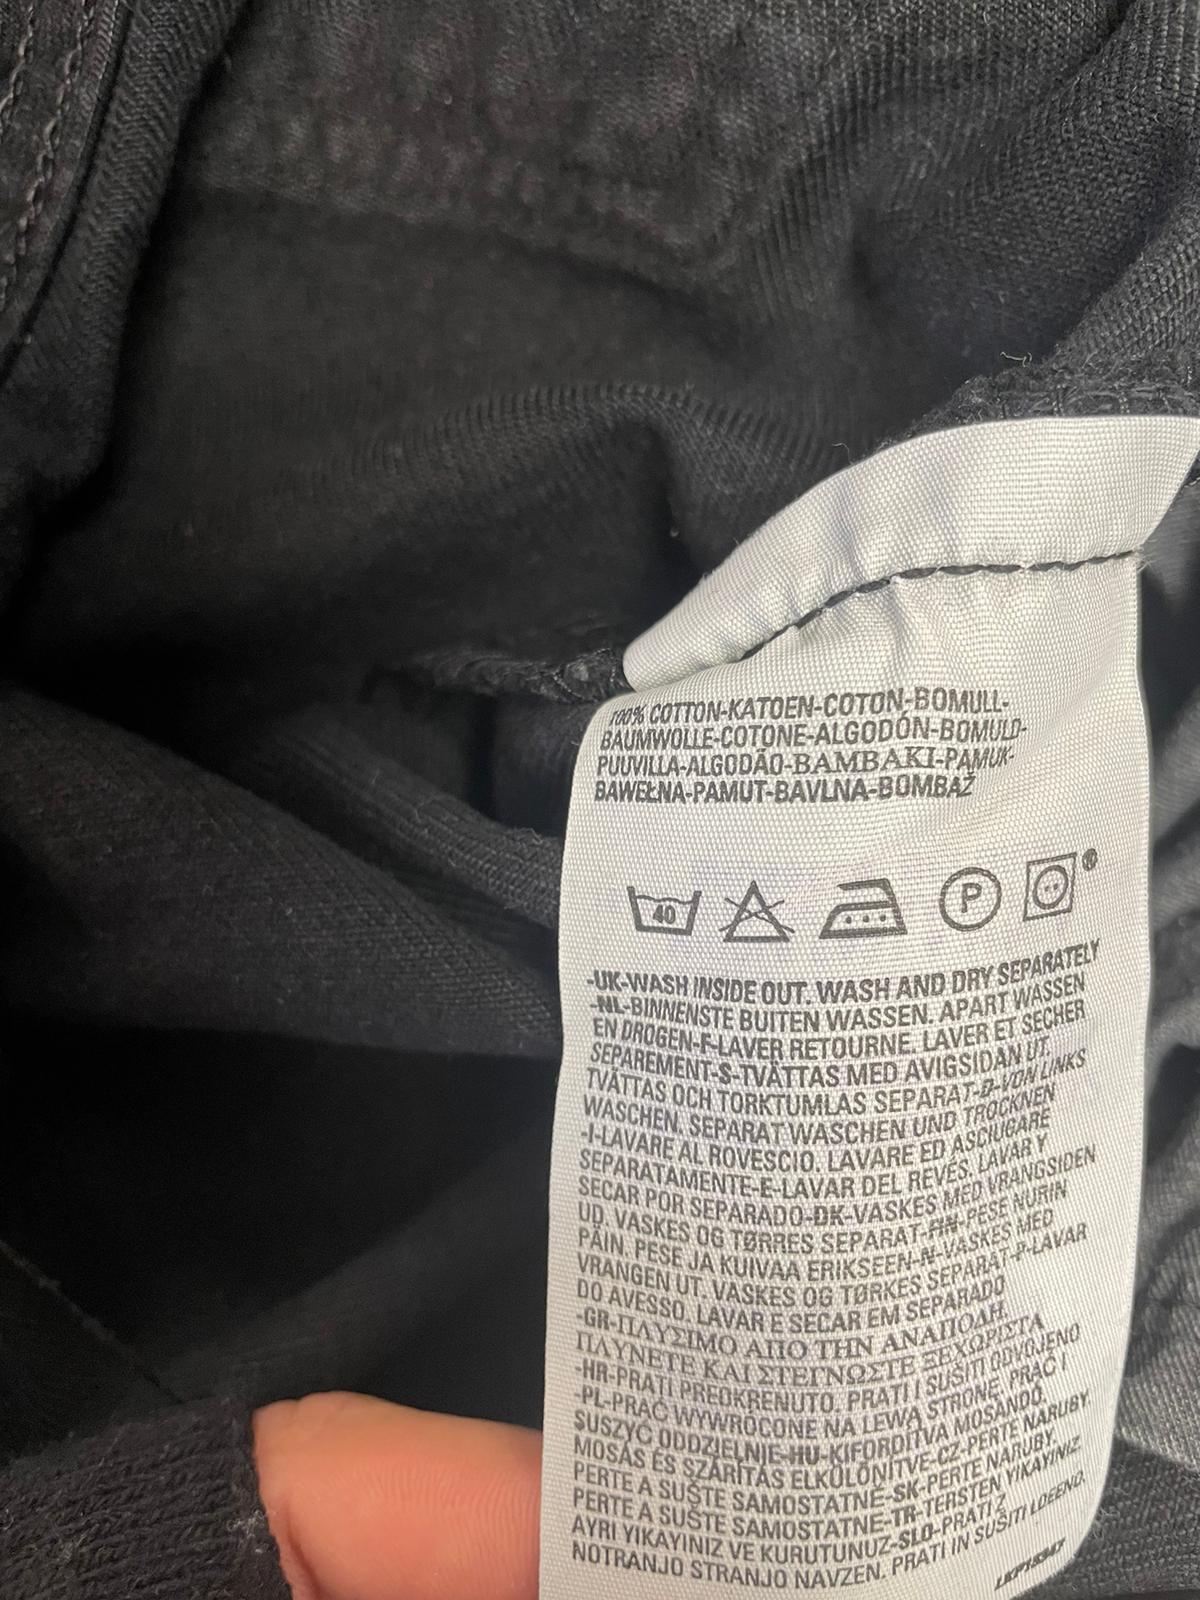 100% COTTON-KATOEN-COTON-BOMULL-
BAUMWOLLE-COTONE-ALGODÓN-BOMULD-
PUUVILLA-ALGODÃO-ΒΑΜΒΑΚΙ-PAMUK-
BAWEŁNA-PAMUT-BAVLNA-BOMBAŽ
40 P ®
-UK-WASH INSIDE OUT. WASH AND DRY SEPARATELY
-NL-BINNENSTE BUITEN WASSEN. APART WASSEN
EN DROGEN-F-LAVER RETOURNE. LAVER ET SECHER
SEPAREMENT-S-TVÄTTAS MED AVIGSIDAN UT.
TVÄTTAS OCH TORKTUMLAS SEPARAT-D-VON LINKS
WASCHEN. SEPARAT WASCHEN UND TROCKNEN
-I-LAVARE AL ROVESCIO. LAVARE ED ASCIUGARE
SEPARATAMENTE-E-LAVAR DEL REVÉS. LAVAR Y
SECAR POR SEPARADO-DK-VASKES MED VRANGSIDEN
UD. VASKES OG TØRRES SEPARAT-FIN-PESE NURIN
PÄIN. PESE JA KUIVAA ERIKSEEN-N-VASKES MED
VRANGEN UT. VASKES OG TØRKES SEPARAT-P-LAVAR
DO AVESSO. LAVAR E SECAR EM SEPARADO
-GR-ΠΛΥΣΙΜΟ ΑΠΟ ΤΗΝ ΑΝΑΠΟΔΗ.
ΠΛΥΝΕΤΕ ΚΑΙ ΣΤΕΓΝΩΣΤΕ ΞΕΧΩΡΙΣΤΑ
-HR-PRATI PREOKRENUTO. PRATI I SUŠITI ODVOJENO
-PL-PRAĆ WYWRÓCONE NA LEWĄ STRONĘ. PRAĆ I
SUSZYĆ ODDZIELNIE-HU-KIFORDÍTVA MOSANDÓ.
MOSÁS ÉS SZÁRÍTÁS ELKÜLÖNÍTVE-CZ-PERTE NARUBY.
PERTE A SUŠTE SAMOSTATNE-SK-PERTE NARUBY.
PERTE A SUŠTE SAMOSTATNE-TR-TERSTEN YIKAYINIZ.
AYRI YIKAYINIZ VE KURUTUNUZ-SLO-PRATI Z
NOTRANJO STRANJO NAVZEN. PRATI IN SUŠITI LOEENO.